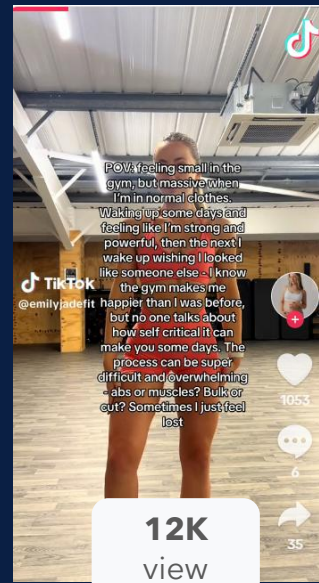 POV: feeling small in the
gym, but massive when
I'm in normal clothes.
Waking up some days and
feeling like I'm strong and
powerful, then the next I
wake up wishing I looked
like someone else - I know
the gym makes me
happier than I was before,
but no one talks about
how self critical it can
make you some days. The
process can be super
difficult and overwhelming
- abs or muscles? Bulk or
cut? Sometimes I just feel
lost
TikTok
@emilyjadefit
1053
6
35
12K
view